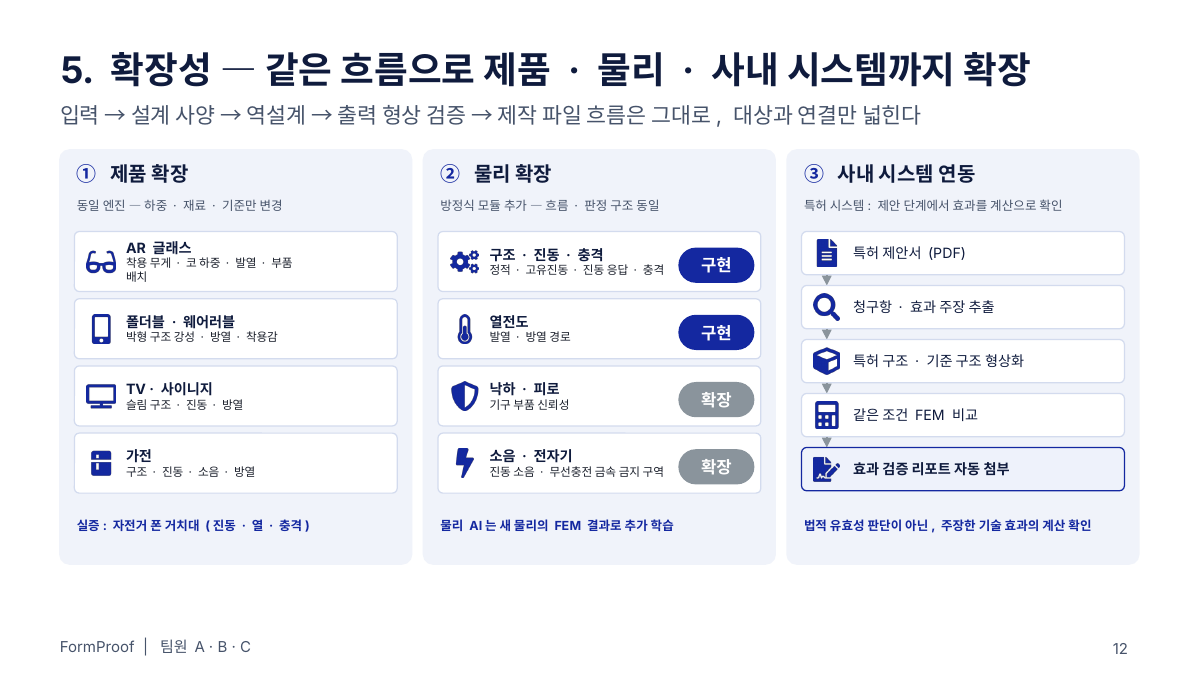 5. 확장성 — 같은 흐름으로 제품 · 물리 · 사내 시스템까지 확장
입력 → 설계 사양 → 역설계 → 출력 형상 검증 → 제작 파일 흐름은 그대로 , 대상과 연결만 넓힌다
① 제품 확장
동일 엔진 — 하중 · 재료 · 기준만 변경
AR 글래스
착용 무게 · 코 하중 · 발열 · 부품
배치
폴더블 · 웨어러블
박형 구조 강성 · 방열 · 착용감
TV · 사이니지
슬림 구조 · 진동 · 방열
가전
구조 · 진동 · 소음 · 방열
실증 : 자전거 폰 거치대 ( 진동 · 열 · 충격 )
② 물리 확장
방정식 모듈 추가 — 흐름 · 판정 구조 동일
구조 · 진동 · 충격
정적 · 고유진동 · 진동 응답 · 충격
구현
열전도
발열 · 방열 경로
구현
낙하 · 피로
기구 부품 신뢰성
확장
소음 · 전자기
진동 소음 · 무선충전 금속 금지 구역
확장
물리 AI 는 새 물리의 FEM 결과로 추가 학습
③ 사내 시스템 연동
특허 시스템 : 제안 단계에서 효과를 계산으로 확인
특허 제안서 (PDF)
청구항 · 효과 주장 추출
특허 구조 · 기준 구조 형상화
같은 조건 FEM 비교
효과 검증 리포트 자동 첨부
법적 유효성 판단이 아닌 , 주장한 기술 효과의 계산 확인
FormProof | 팀원 A · B · C
12